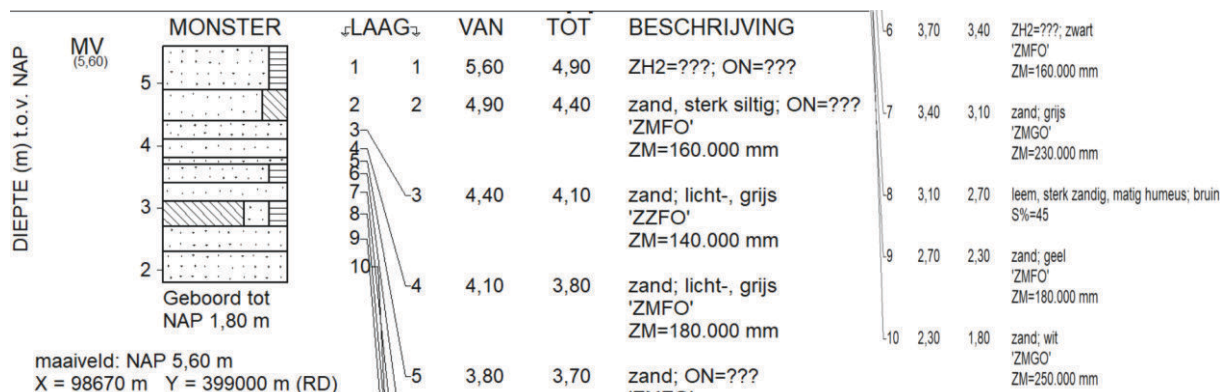 MONSTER LAAG VAN TOT BESCHRIJVING
DIEPTE (m) t.o.v. NAP
MV
(5,60)
5
4
3
2
Geboord tot
NAP 1,80 m
maaiveld: NAP 5,60 m
X = 98670 m Y = 399000 m (RD)
1 1 5,60 4,90 ZH2=???; ON=???
2 2 4,90 4,40 zand, sterk siltig; ON=???
'ZMFO'
ZM=160.000 mm
3
4
5
6
7
8
9
10
3 4,40 4,10 zand; licht-, grijs
'ZZFO'
ZM=140.000 mm
4 4,10 3,80 zand; licht-, grijs
'ZMFO'
ZM=180.000 mm
5 3,80 3,70 zand; ON=???
6 3,70 3,40 ZH2=???; zwart
'ZMFO'
ZM=160.000 mm
7 3,40 3,10 zand; grijs
'ZMGO'
ZM=230.000 mm
8 3,10 2,70 leem, sterk zandig, matig humeus; bruin
S%=45
9 2,70 2,30 zand; geel
'ZMFO'
ZM=180.000 mm
10 2,30 1,80 zand; wit
'ZMGO'
ZM=250.000 mm